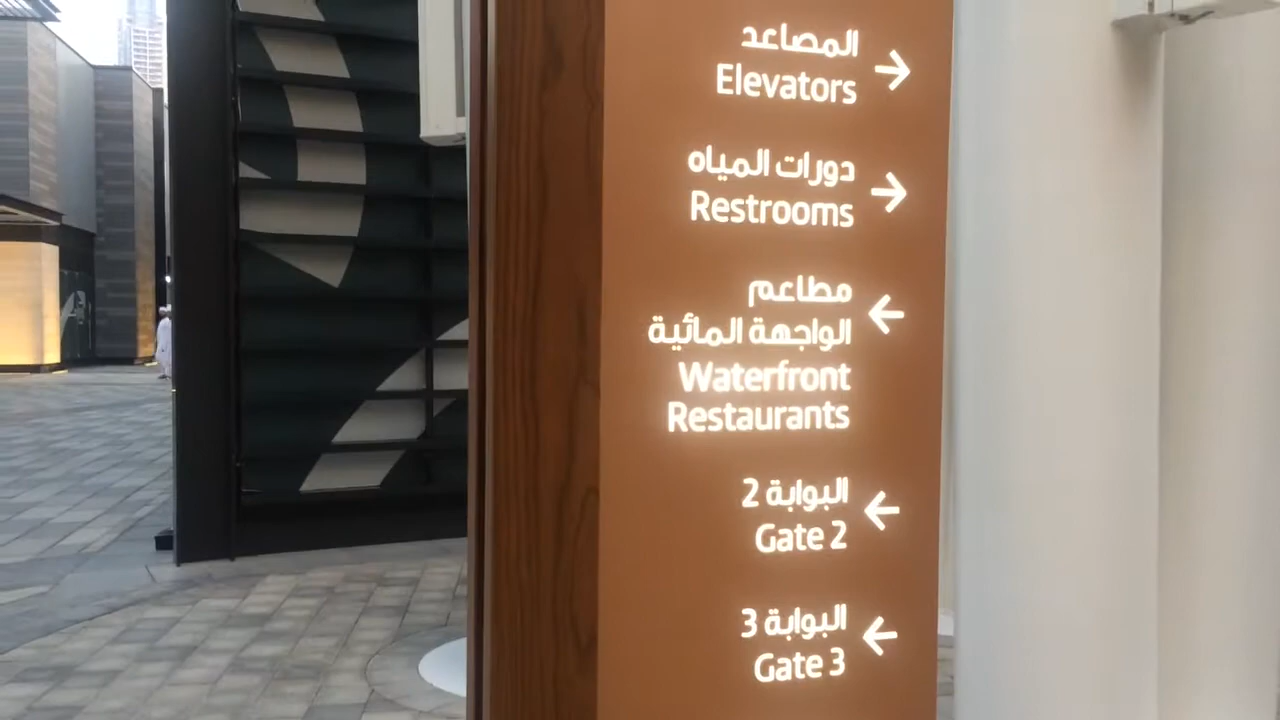 المصاعد
Elevators
دورات المياه
Restrooms
مطاعم
الواجهة المائية
Waterfront
Restaurants
البوابة 2
Gate 2
البوابة 3
Gate 3